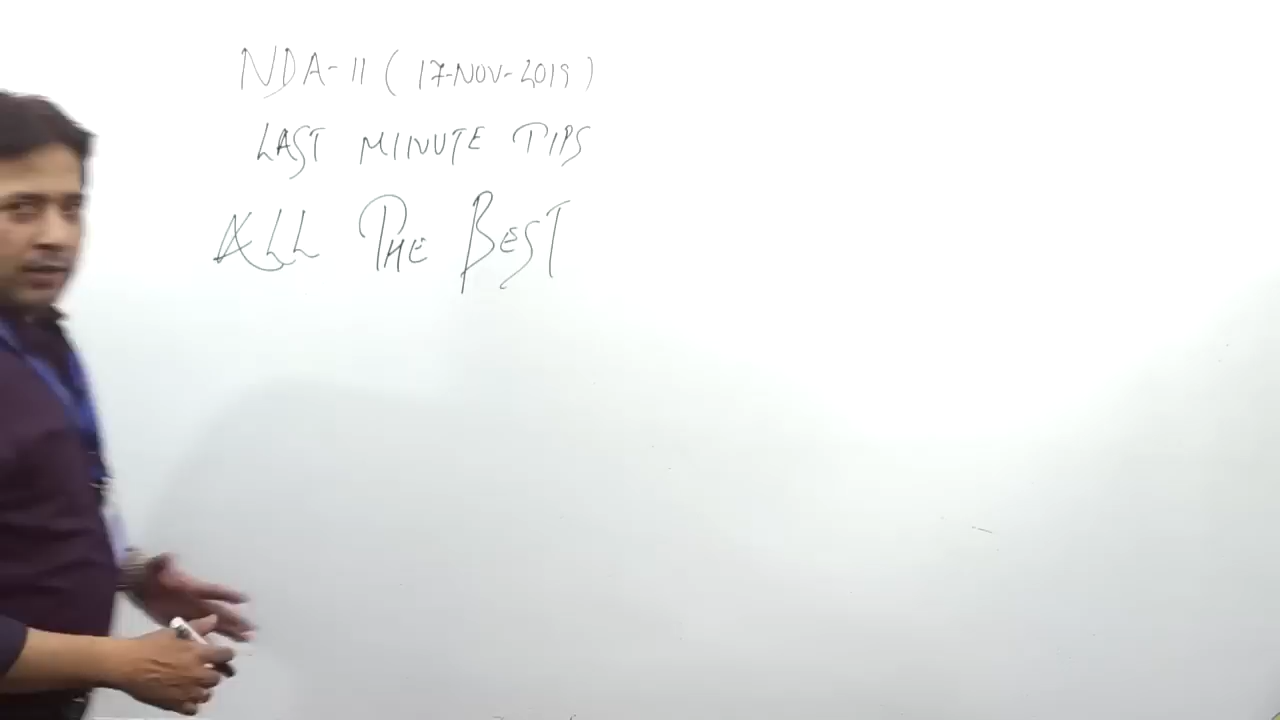 NDA-II (17-NOV-2019)
LAST MINUTE TIPS
ALL THE BEST